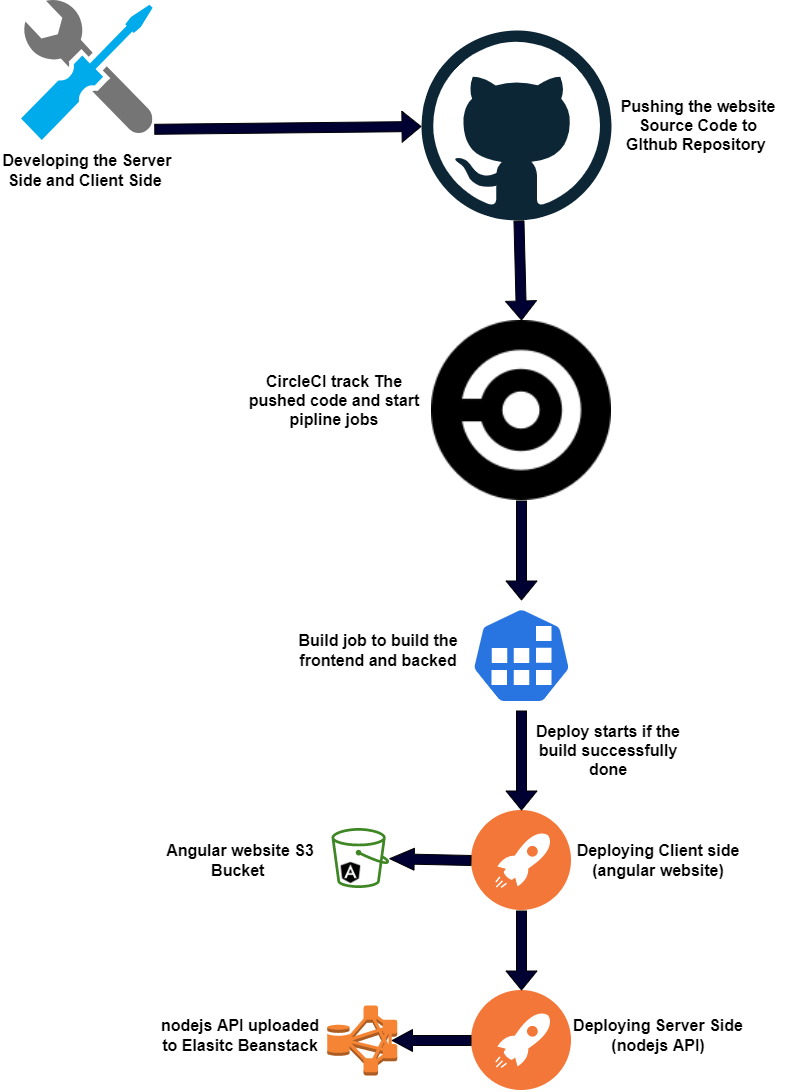 Developing the Server
Side and Client Side
Pushing the website
Source Code to
GIthub Repository
CircleCI track The
pushed code and start
pipline jobs
Build job to build the
frontend and backed
Deploy starts if the
build successfully
done
Angular website S3
Bucket
A
Deploying Client side
(angular website)
nodejs API uploaded
to Elasitc Beanstack
Deploying Server Side
(nodejs API)